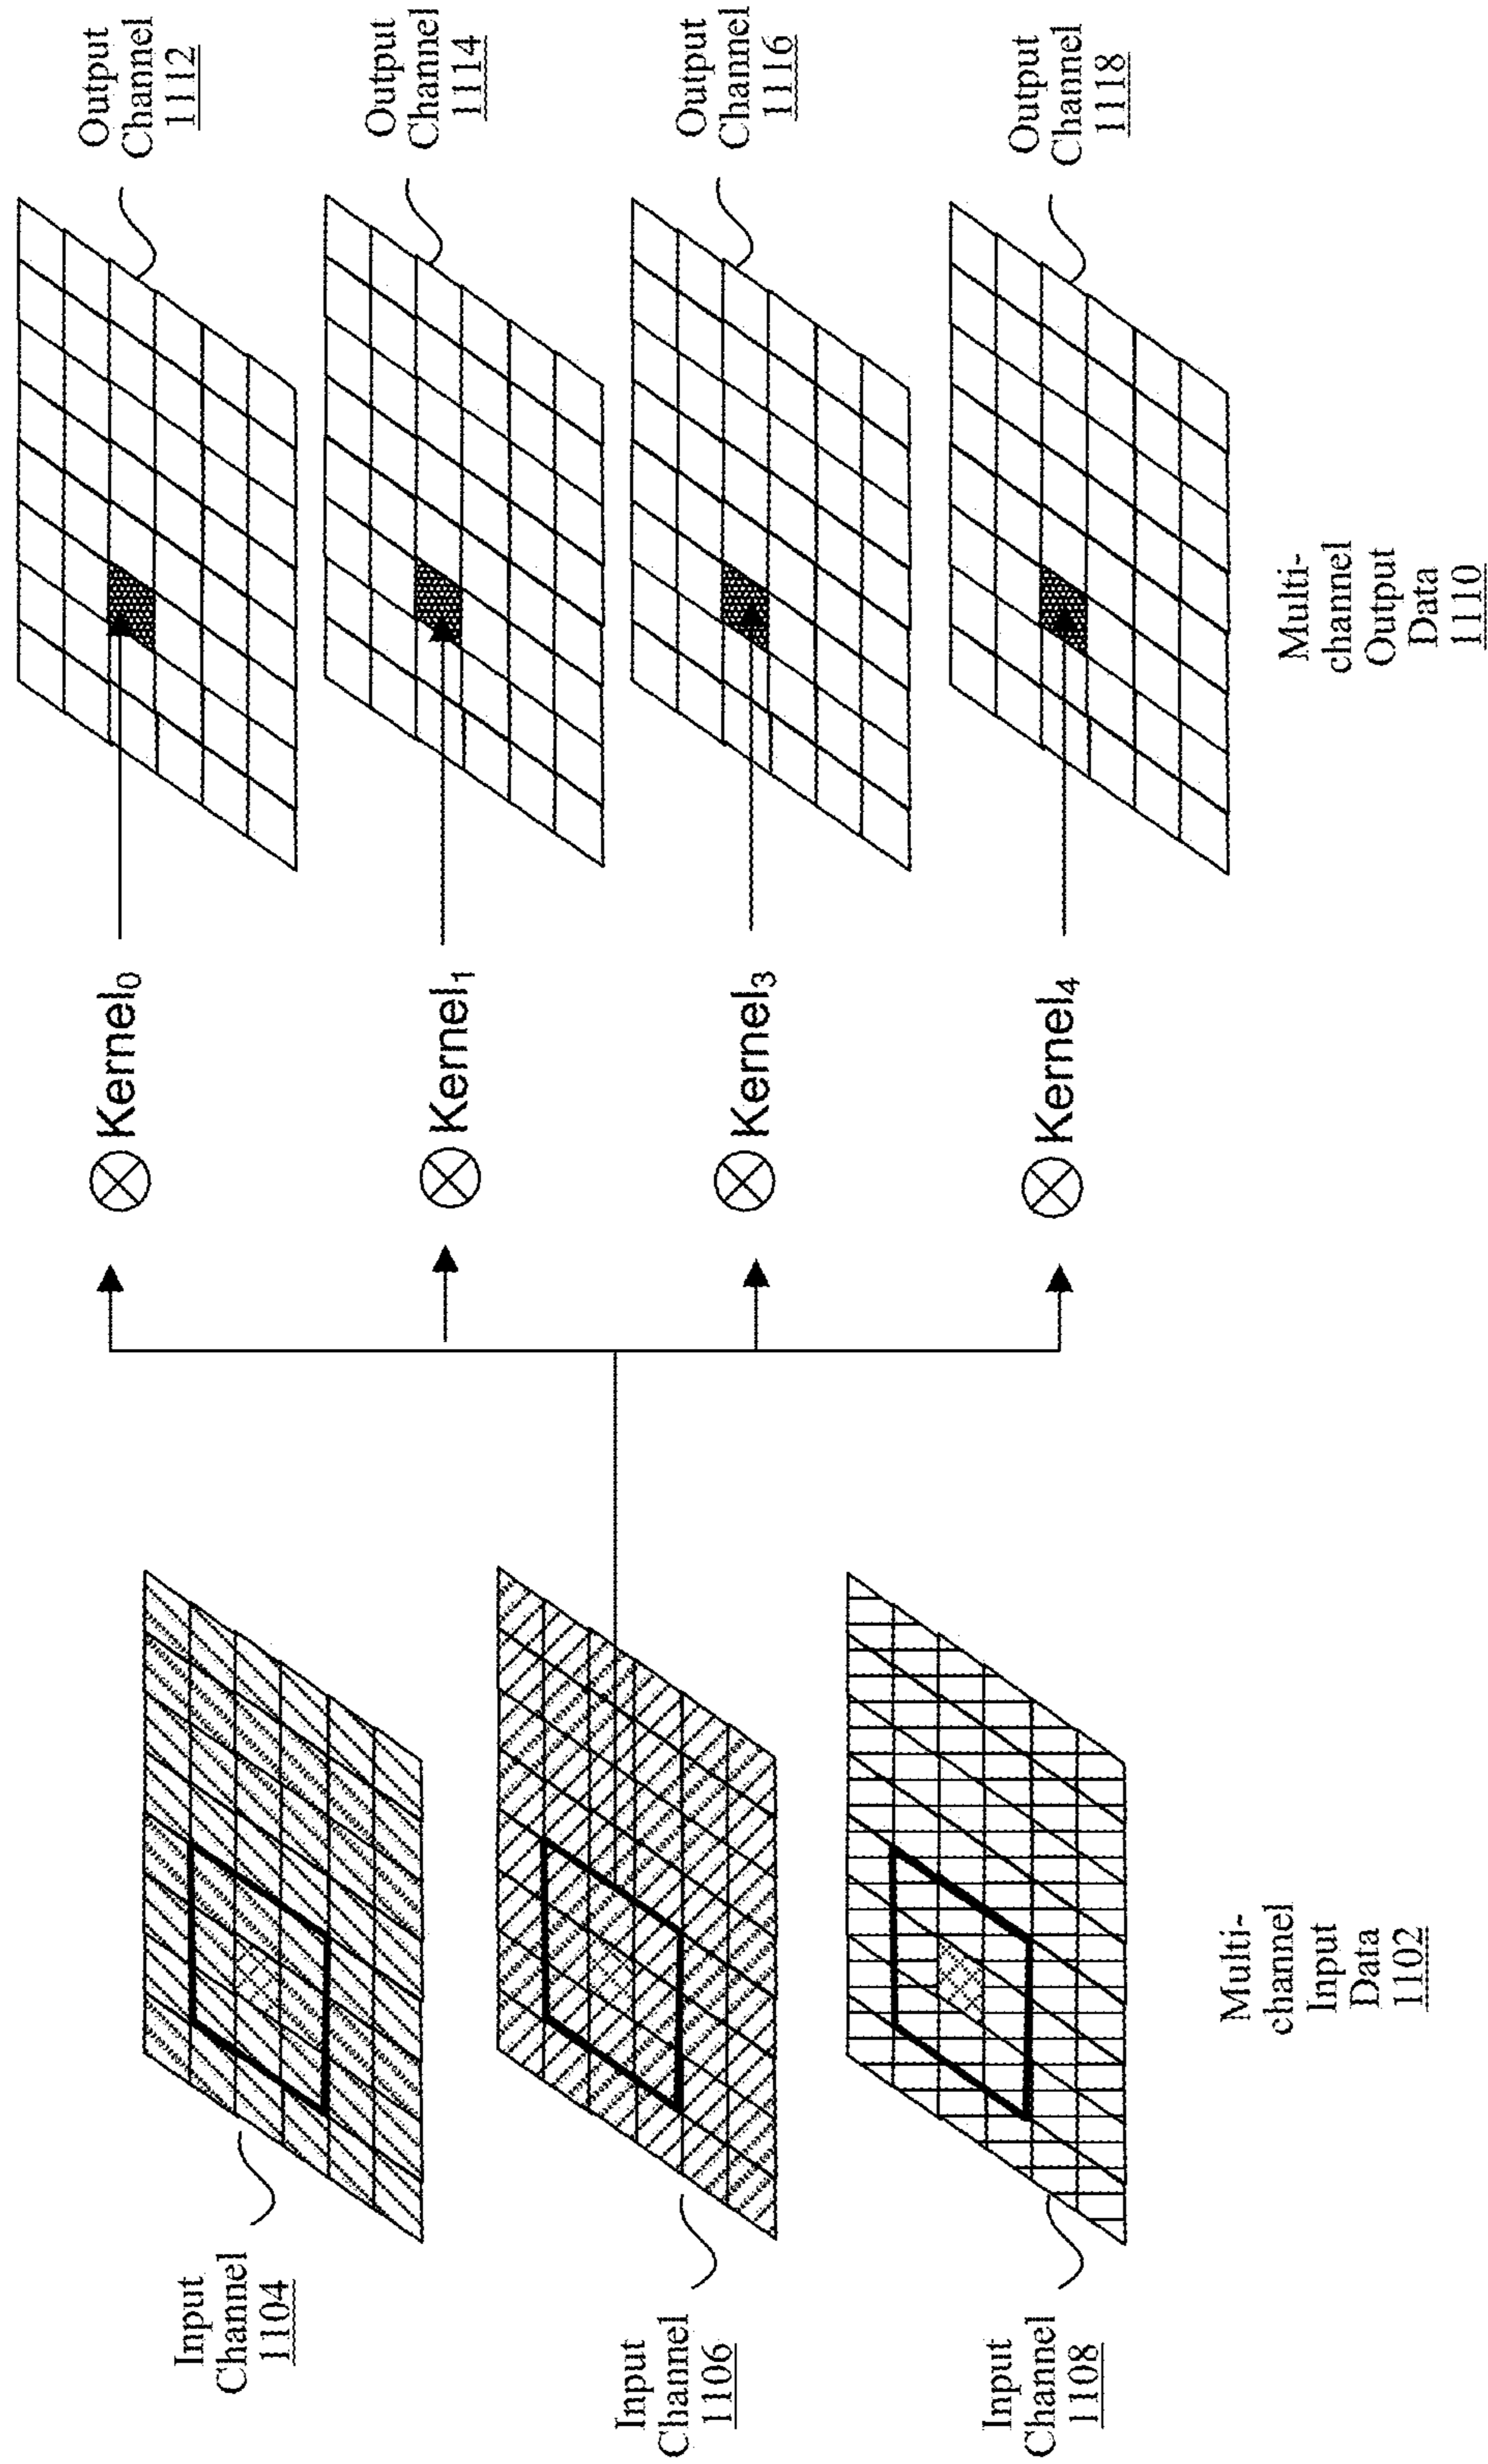 Input
Channel
1104
Input
Channel
1106
Input
Channel
1108
Multi-
channel
Input
Data
1102
⊗ Kernel₀
⊗ Kernel₁
⊗ Kernel₃
⊗ Kernel₄
Output
Channel
1112
Output
Channel
1114
Output
Channel
1116
Output
Channel
1118
Multi-
channel
Output
Data
1110